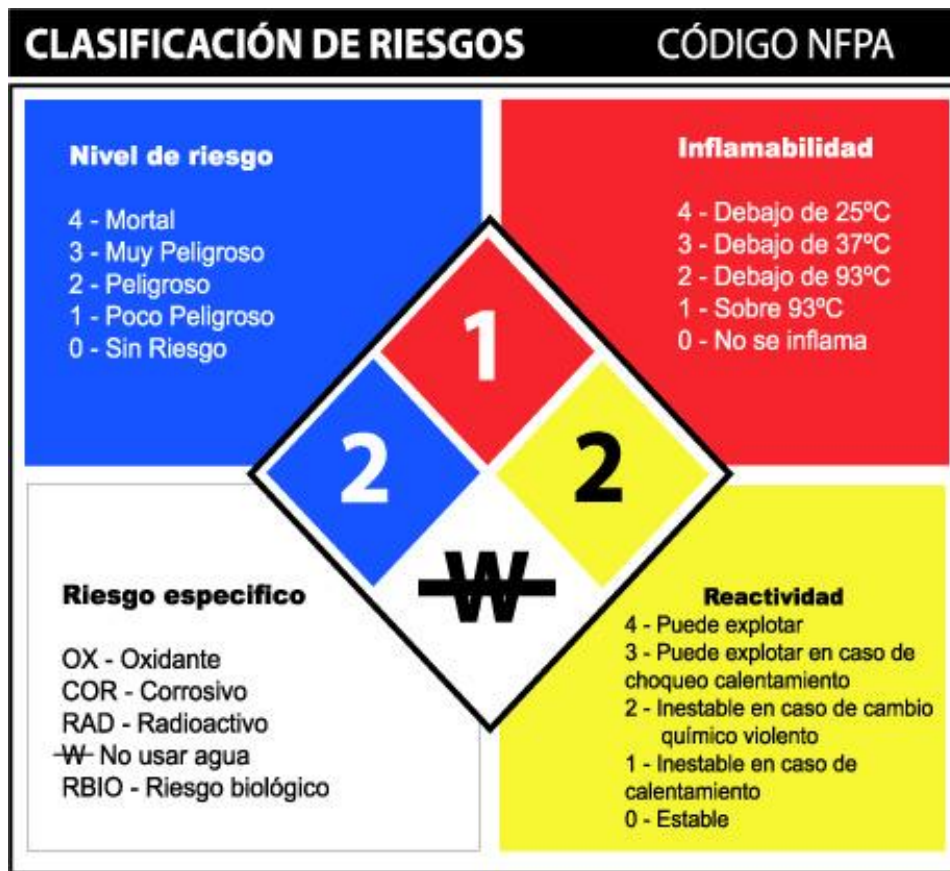 CLASIFICACIÓN DE RIESGOS CÓDIGO NFPA
Nivel de riesgo
4 - Mortal
3 - Muy Peligroso
2 - Peligroso
1 - Poco Peligroso
0 - Sin Riesgo
Inflamabilidad
4 - Debajo de 25ºC
3 - Debajo de 37ºC
2 - Debajo de 93ºC
1 - Sobre 93ºC
0 - No se inflama
1
2
2
W
Riesgo especifico
OX - Oxidante
COR - Corrosivo
RAD - Radioactivo
W No usar agua
RBIO - Riesgo biológico
Reactividad
4 - Puede explotar
3 - Puede explotar en caso de
choqueo calentamiento
2 - Inestable en caso de cambio
químico violento
1 - Inestable en caso de
calentamiento
0 - Estable